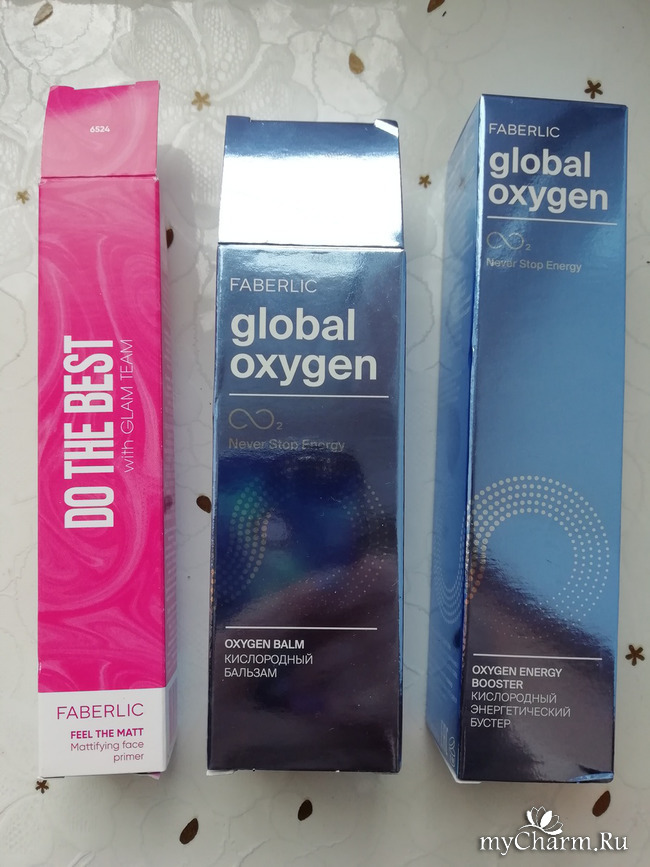 6524
DO THE BEST
with GLAM TEAM
FABERLIC
FEEL THE MATT
Mattifying face
primer
FABERLIC
global
oxygen
2
Never Stop Energy
OXYGEN BALM
КИСЛОРОДНЫЙ
БАЛЬЗАМ
FABERLIC
global
oxygen
2
Never Stop Energy
OXYGEN ENERGY
BOOSTER
КИСЛОРОДНЫЙ
ЭНЕРГЕТИЧЕСКИЙ
БУСТЕР
myCharm.Ru